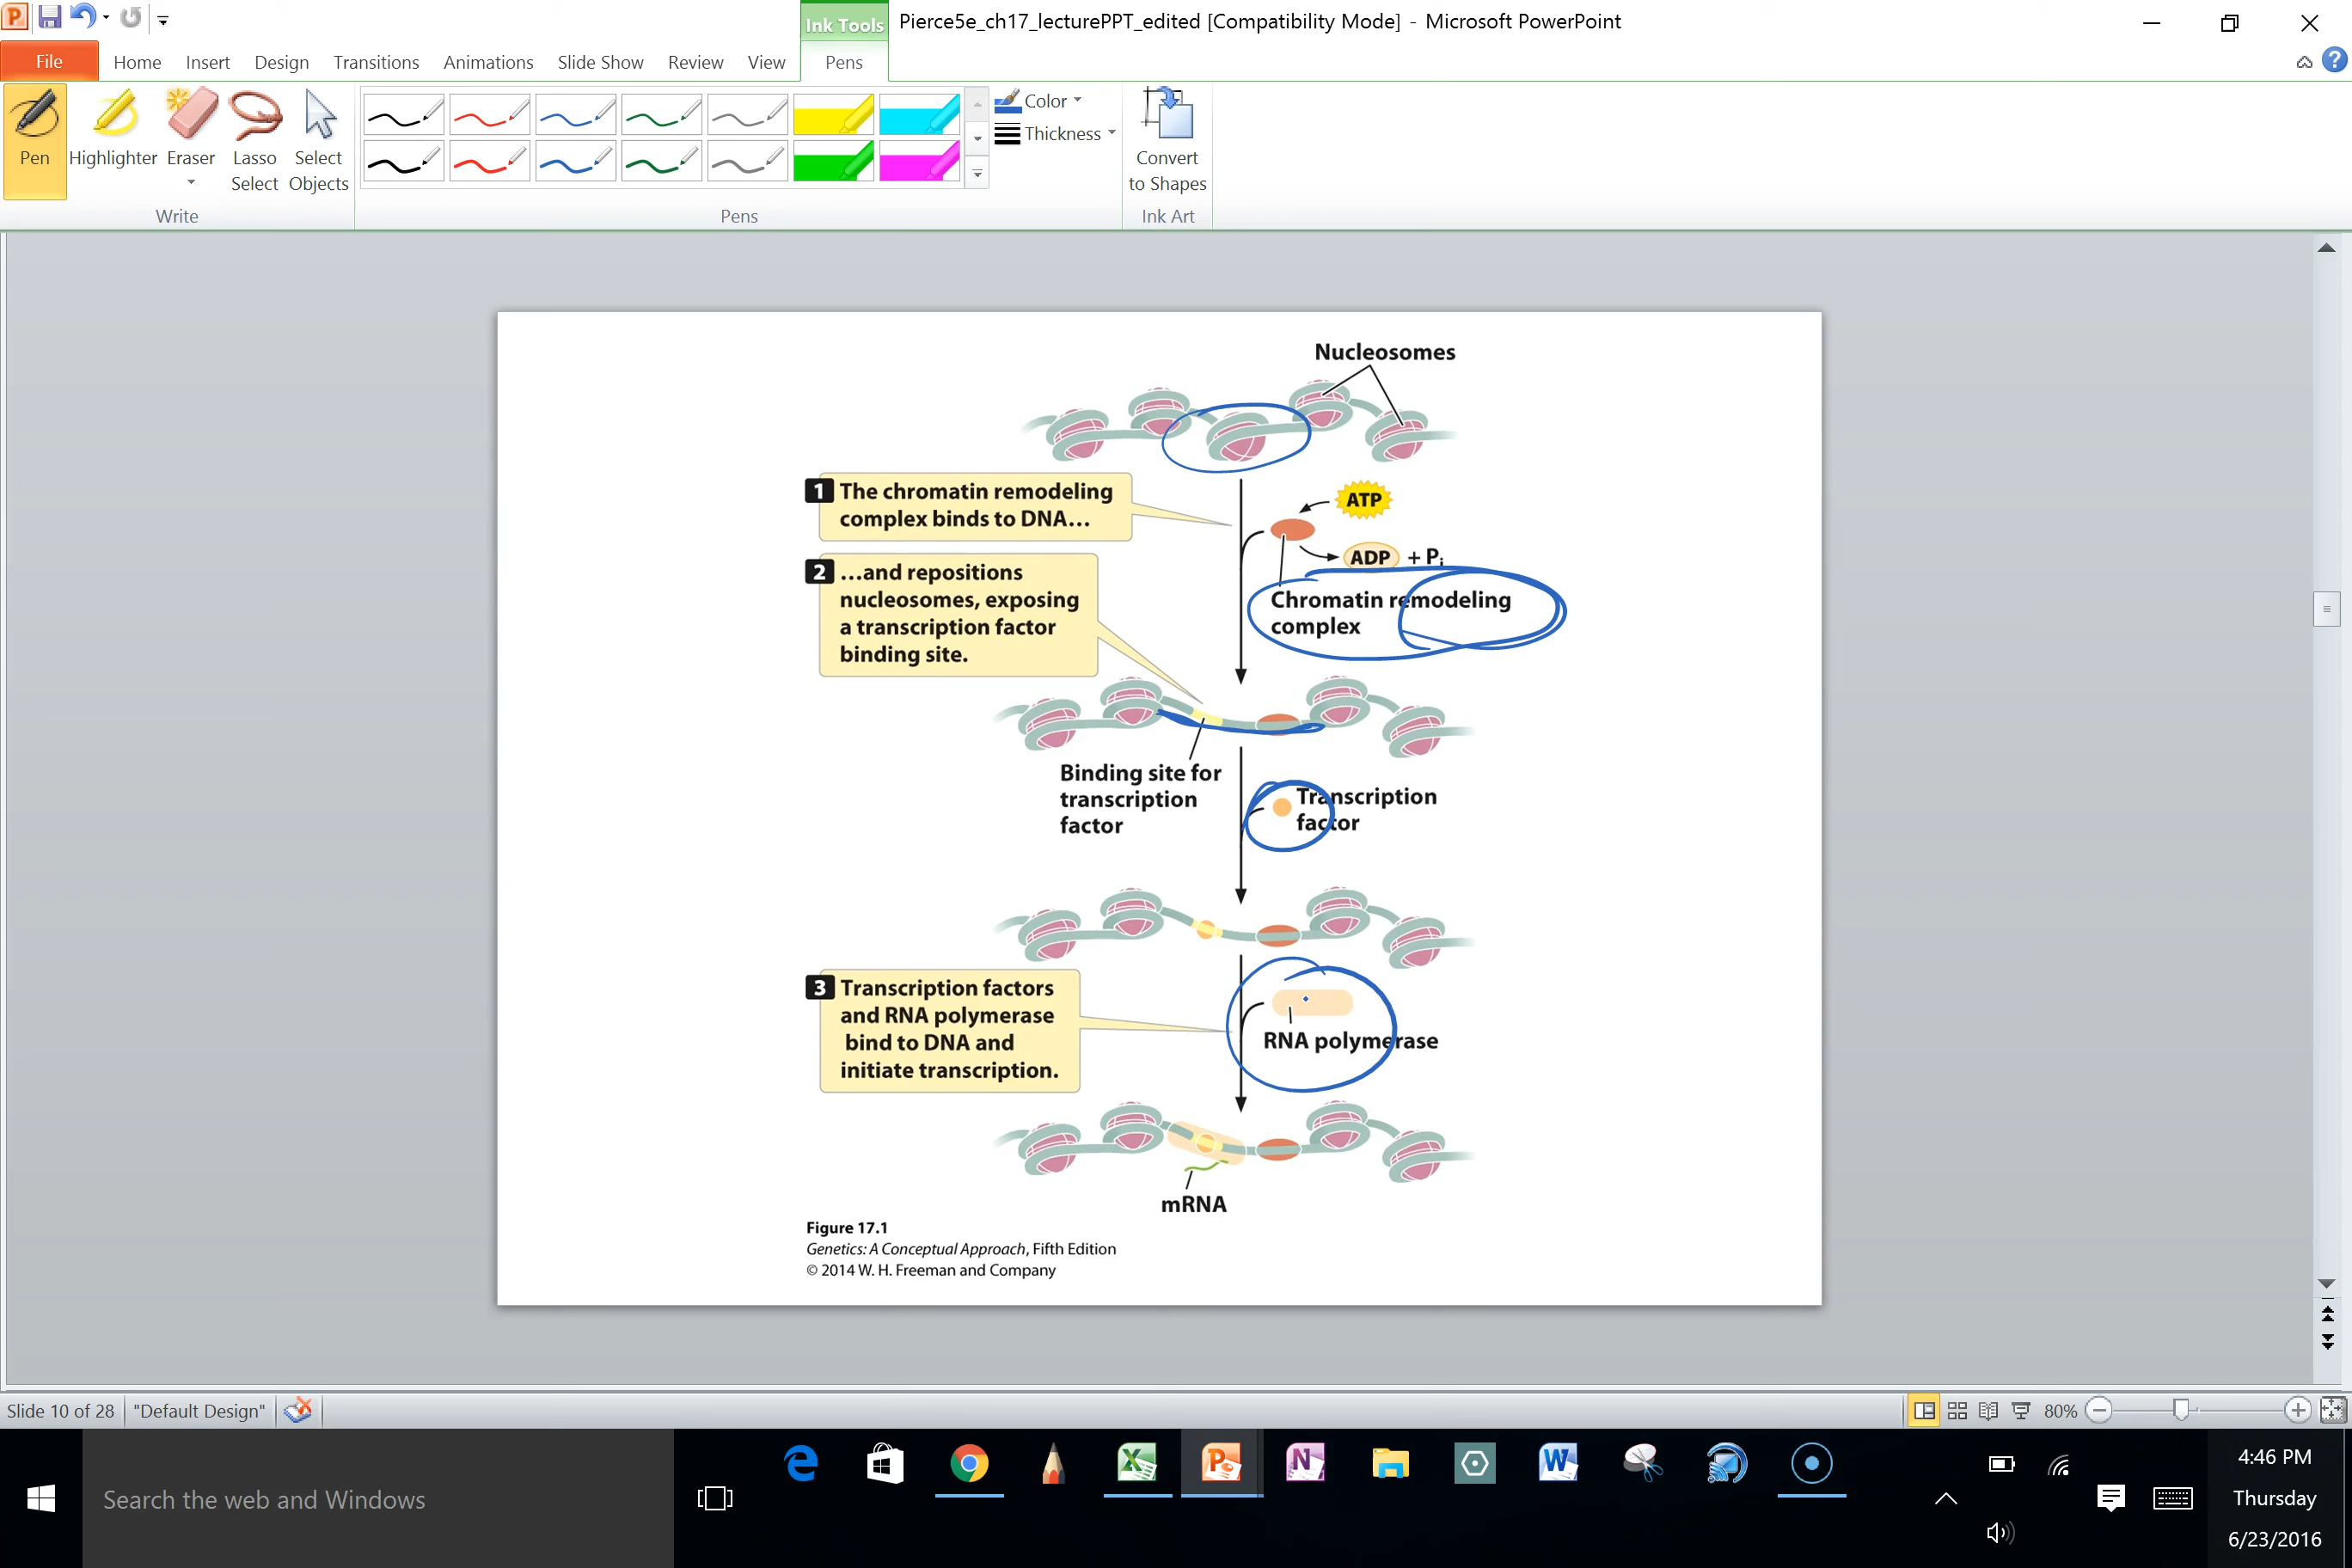 Ink Tools
Pierce5e_ch17_lecturePPT_edited [Compatibility Mode] - Microsoft PowerPoint
File
Home
Insert
Design
Transitions
Animations
Slide Show
Review
View
Pens
Pen
Highlighter
Eraser
Lasso
Select
Select
Objects
Color
Thickness
Convert
to Shapes
Write
Pens
Ink Art
Nucleosomes
1 The chromatin remodeling
complex binds to DNA...
ATP
ADP + Pi
2 ...and repositions
nucleosomes, exposing
a transcription factor
binding site.
Chromatin remodeling
complex
Binding site for
transcription
factor
Transcription
factor
3 Transcription factors
and RNA polymerase
bind to DNA and
initiate transcription.
RNA polymerase
mRNA
Figure 17.1
Genetics: A Conceptual Approach, Fifth Edition
© 2014 W. H. Freeman and Company
Slide 10 of 28
"Default Design"
80%
Search the web and Windows
4:46 PM
Thursday
6/23/2016